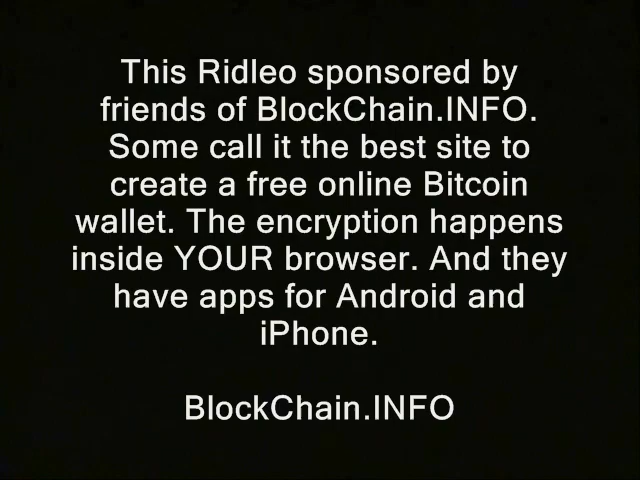 This Ridleo sponsored by
friends of BlockChain.INFO.
Some call it the best site to
create a free online Bitcoin
wallet. The encryption happens
inside YOUR browser. And they
have apps for Android and
iPhone.
BlockChain.INFO